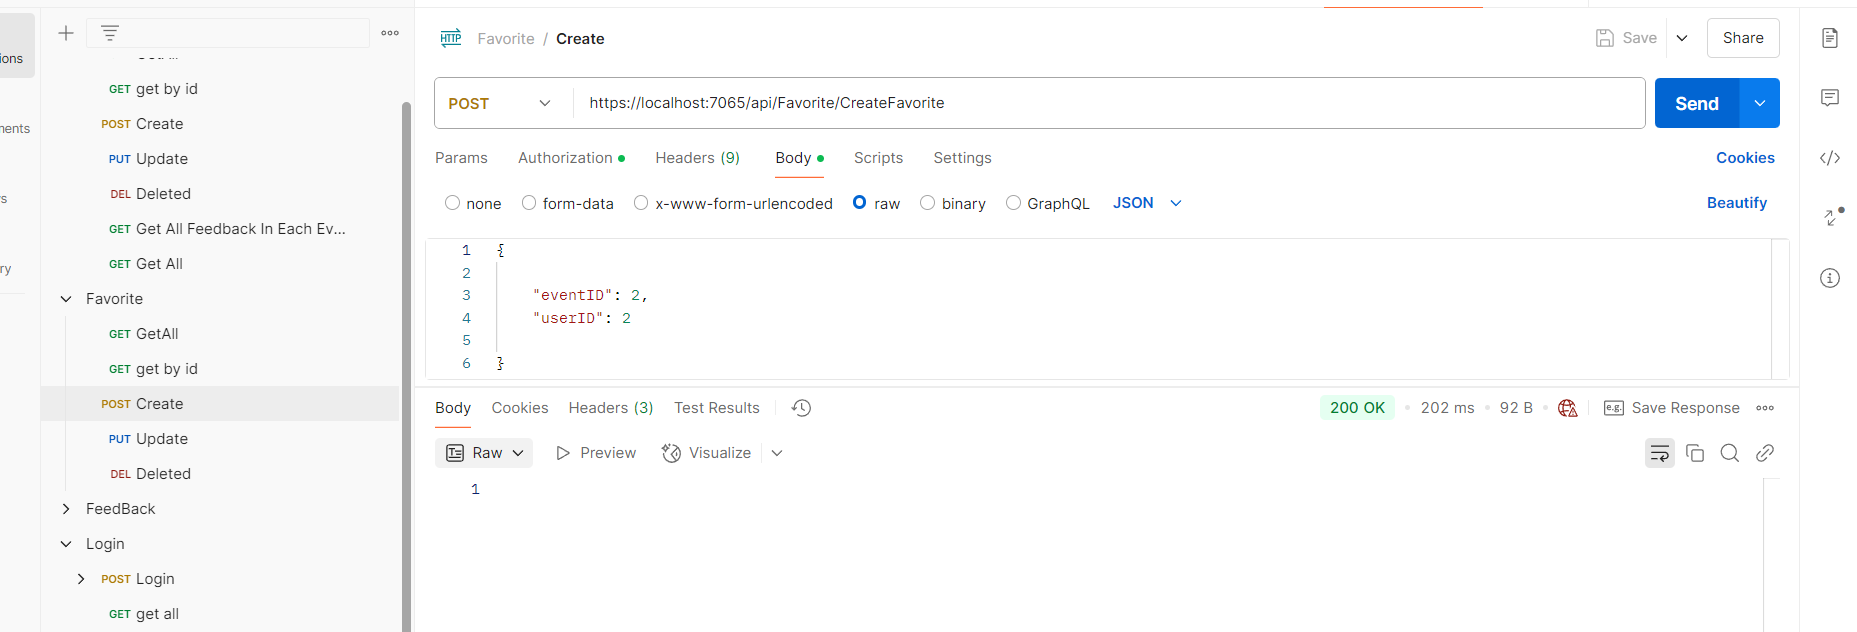 ions
ments
s
ry
GET get by id
POST Create
PUT Update
DEL Deleted
GET Get All Feedback In Each Ev...
GET Get All
Favorite
GET GetAll
GET get by id
POST Create
PUT Update
DEL Deleted
FeedBack
Login
POST Login
GET get all
HTTP Favorite / Create
Save
Share
POST https://localhost:7065/api/Favorite/CreateFavorite
Send
Params Authorization Headers (9) Body Scripts Settings
Cookies
none form-data x-www-form-urlencoded raw binary GraphQL JSON
Beautify
1 {
2
3 "eventID": 2,
4 "userID": 2
5
6 }
Body Cookies Headers (3) Test Results
200 OK • 202 ms • 92 B • e.g. Save Response
Raw Preview Visualize
1